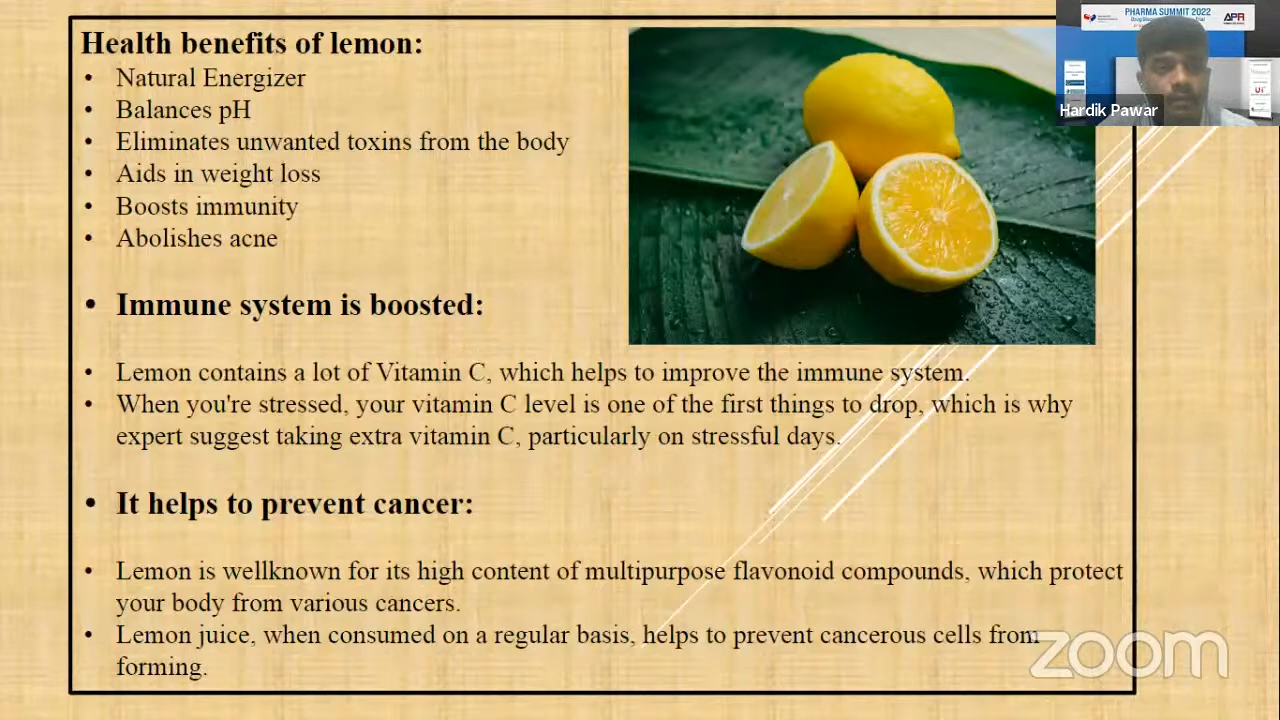 Health benefits of lemon:
• Natural Energizer
• Balances pH
• Eliminates unwanted toxins from the body
• Aids in weight loss
• Boosts immunity
• Abolishes acne
• Immune system is boosted:
• Lemon contains a lot of Vitamin C, which helps to improve the immune system.
• When you're stressed, your vitamin C level is one of the first things to drop, which is why
expert suggest taking extra vitamin C, particularly on stressful days.
• It helps to prevent cancer:
• Lemon is wellknown for its high content of multipurpose flavonoid compounds, which protect
your body from various cancers.
• Lemon juice, when consumed on a regular basis, helps to prevent cancerous cells from
forming.
PHARMA SUMMIT 2022
APR
Hardik Pawar
zoom